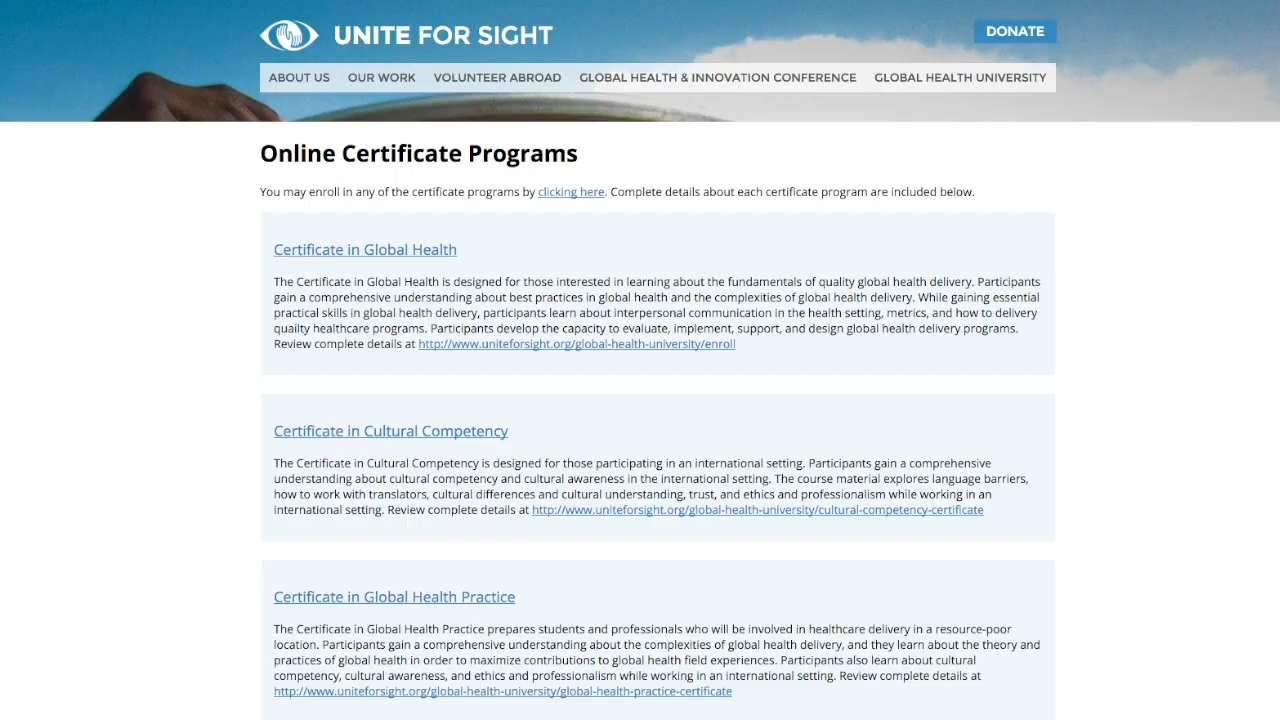 UNITE FOR SIGHT
DONATE
ABOUT US OUR WORK VOLUNTEER ABROAD GLOBAL HEALTH & INNOVATION CONFERENCE GLOBAL HEALTH UNIVERSITY
Online Certificate Programs
You may enroll in any of the certificate programs by clicking here. Complete details about each certificate program are included below.
Certificate in Global Health
The Certificate in Global Health is designed for those interested in learning about the fundamentals of quality global health delivery. Participants
gain a comprehensive understanding about best practices in global health and the complexities of global health delivery. While gaining essential
practical skills in global health delivery, participants learn about interpersonal communication in the health setting, metrics, and how to delivery
quailty healthcare programs. Participants develop the capacity to evaluate, implement, support, and design global health delivery programs.
Review complete details at http://www.uniteforsight.org/global-health-university/enroll
Certificate in Cultural Competency
The Certificate in Cultural Competency is designed for those participating in an international setting. Participants gain a comprehensive
understanding about cultural competency and cultural awareness in the international setting. The course material explores language barriers,
how to work with translators, cultural differences and cultural understanding, trust, and ethics and professionalism while working in an
international setting. Review complete details at http://www.uniteforsight.org/global-health-university/cultural-competency-certificate
Certificate in Global Health Practice
The Certificate in Global Health Practice prepares students and professionals who will be involved in healthcare delivery in a resource-poor
location. Participants gain a comprehensive understanding about the complexities of global health delivery, and they learn about the theory and
practices of global health in order to maximize contributions to global health field experiences. Participants also learn about cultural
competency, cultural awareness, and ethics and professionalism while working in an international setting. Review complete details at
http://www.uniteforsight.org/global-health-university/global-health-practice-certificate